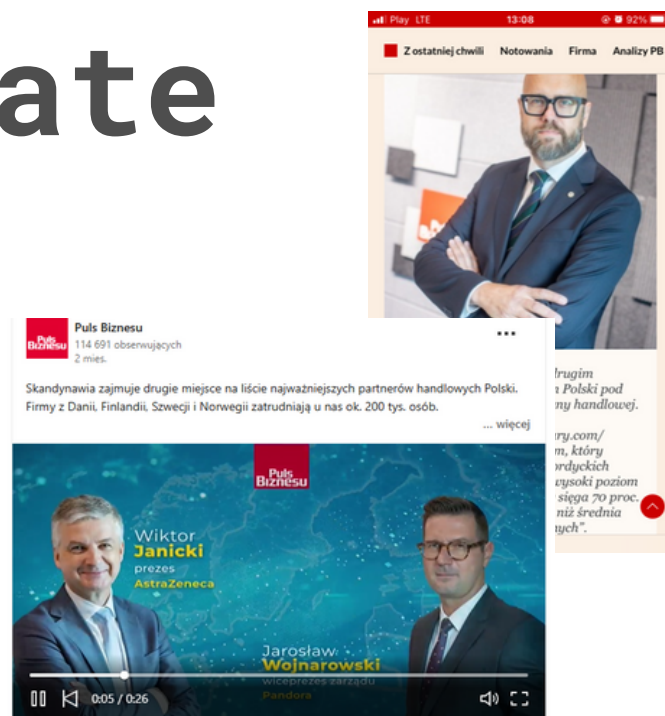 ate
Play LTE 13:08 92%
Z ostatniej chwili Notowania Firma Analizy PB
Puls Biznesu
Puls Biznesu
114 691 obserwujących
2 mies.
Skandynawia zajmuje drugie miejsce na liście najważniejszych partnerów handlowych Polski.
Firmy z Danii, Finlandii, Szwecji i Norwegii zatrudniają u nas ok. 200 tys. osób.
... więcej
Puls
Biznesu
Wiktor
Janicki
prezes
AstraZeneca
Jarosław
Wojnarowski
wiceprezes zarządu
Pandora
0:05 / 0:26
drugim
Polski pod
ny handlowej.
ry.com/
m, który
ordyckich
wysoki poziom
sięga 70 proc.
niż średnia
nych".